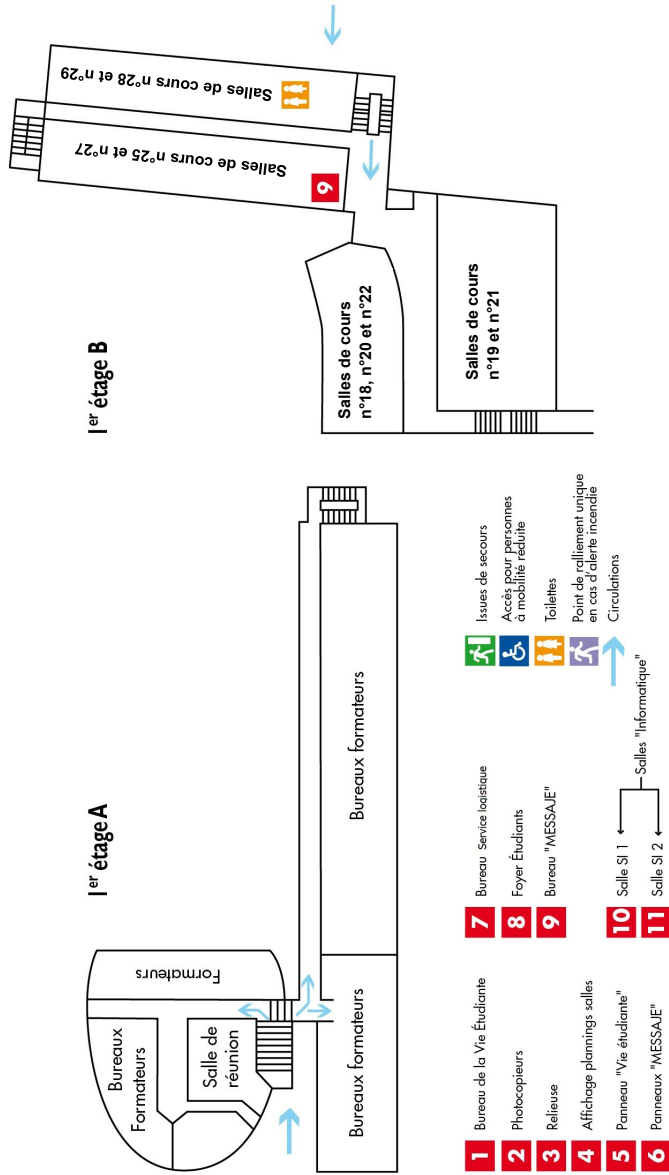 1er étage A
Bureaux
Formateurs
Formateurs
Salle de
réunion
Bureaux formateurs
Bureaux formateurs
1er étage B
Salles de cours
n°18, n°20 et n°22
Salles de cours
n°19 et n°21
9
Salles de cours n°25 et n°27
Salles de cours n°28 et n°29
1 Bureau de la Vie Étudiante
2 Photocopieurs
3 Relieuse
4 Affichage plannings salles
5 Panneau "Vie étudiante"
6 Panneaux "MESSAJE"
7 Bureau Service logistique
8 Foyer Étudiants
9 Bureau "MESSAJE"
10 Salle SI 1
11 Salle SI 2
Salles "Informatique"
Issues de secours
Accès pour personnes
à mobilité réduite
Toilettes
Point de ralliement unique
en cas d'alerte incendie
Circulations